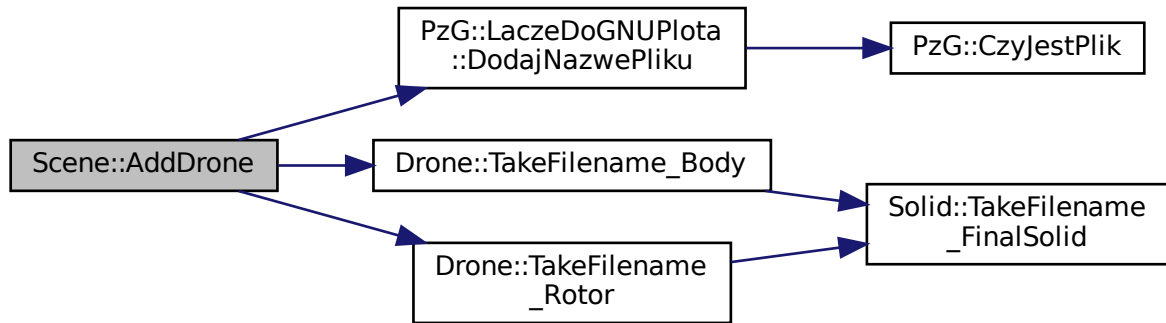 PzG::LaczeDoGNUPlota
::DodajNazwePliku
PzG::CzyJestPlik
Scene::AddDrone
Drone::TakeFilename_Body
Solid::TakeFilename
_FinalSolid
Drone::TakeFilename
_Rotor